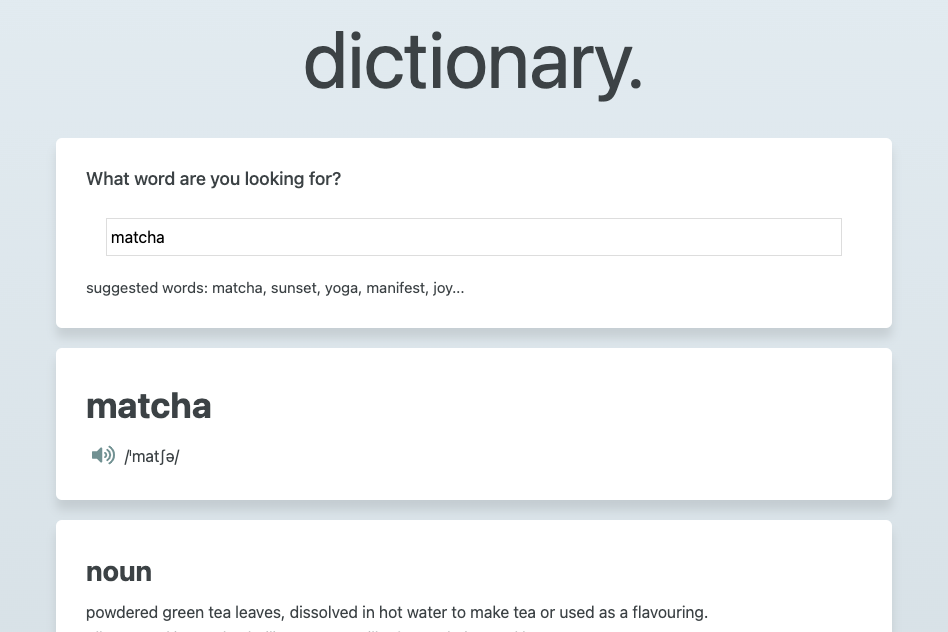 dictionary.
What word are you looking for?
matcha
suggested words: matcha, sunset, yoga, manifest, joy...
matcha
/ˈmatʃə/
noun
powdered green tea leaves, dissolved in hot water to make tea or used as a flavouring.